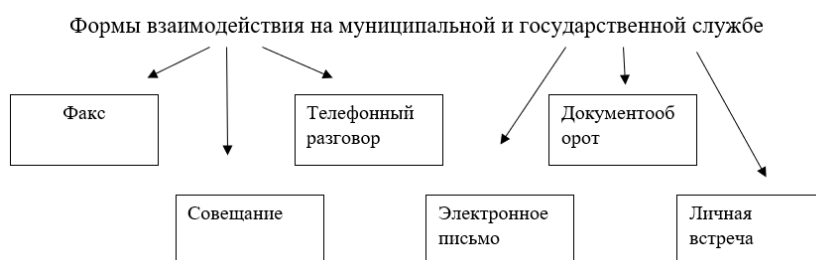 Формы взаимодействия на муниципальной и государственной службе
Факс
Телефонный
разговор
Документооб
орот
Совещание
Электронное
письмо
Личная
встреча